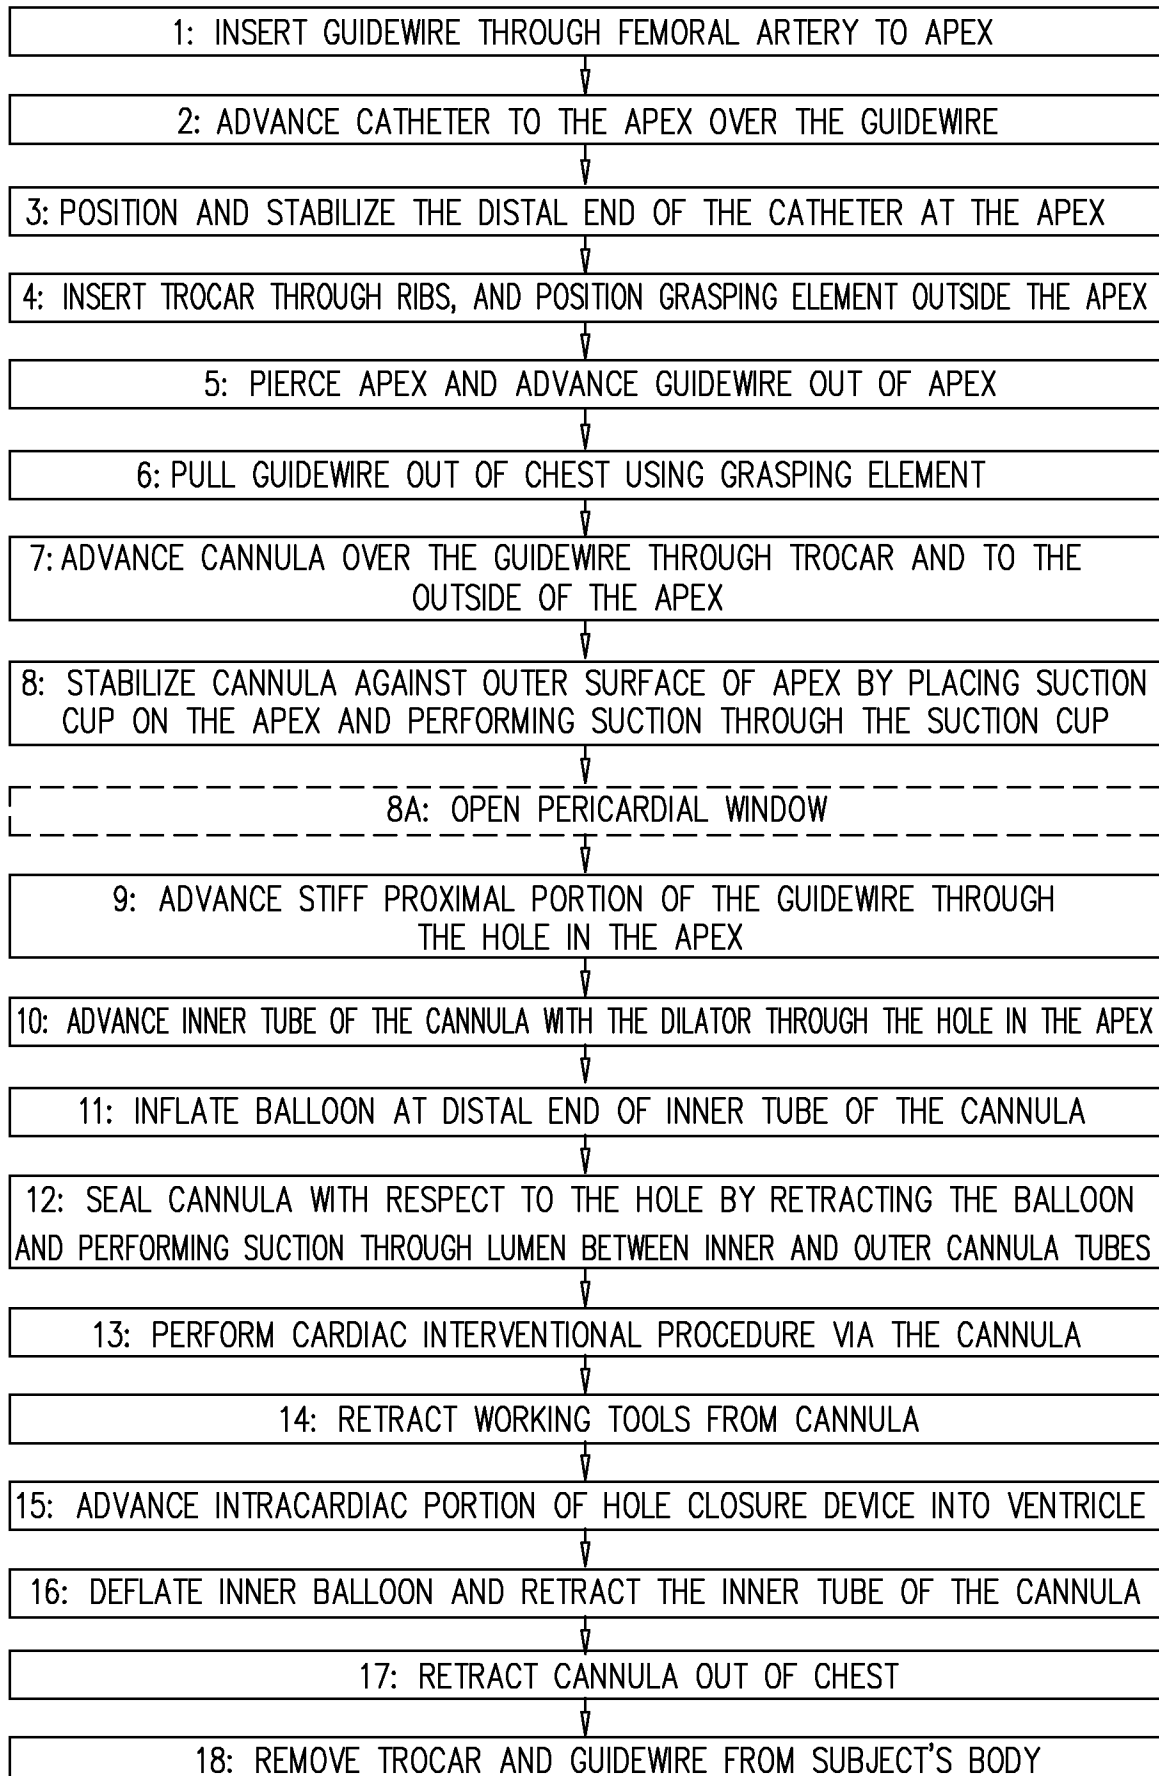 1: INSERT GUIDEWIRE THROUGH FEMORAL ARTERY TO APEX
2: ADVANCE CATHETER TO THE APEX OVER THE GUIDEWIRE
3: POSITION AND STABILIZE THE DISTAL END OF THE CATHETER AT THE APEX
4: INSERT TROCAR THROUGH RIBS, AND POSITION GRASPING ELEMENT OUTSIDE THE APEX
5: PIERCE APEX AND ADVANCE GUIDEWIRE OUT OF APEX
6: PULL GUIDEWIRE OUT OF CHEST USING GRASPING ELEMENT
7: ADVANCE CANNULA OVER THE GUIDEWIRE THROUGH TROCAR AND TO THE
OUTSIDE OF THE APEX
8: STABILIZE CANNULA AGAINST OUTER SURFACE OF APEX BY PLACING SUCTION
CUP ON THE APEX AND PERFORMING SUCTION THROUGH THE SUCTION CUP
8A: OPEN PERICARDIAL WINDOW
9: ADVANCE STIFF PROXIMAL PORTION OF THE GUIDEWIRE THROUGH
THE HOLE IN THE APEX
10: ADVANCE INNER TUBE OF THE CANNULA WITH THE DILATOR THROUGH THE HOLE IN THE APEX
11: INFLATE BALLOON AT DISTAL END OF INNER TUBE OF THE CANNULA
12: SEAL CANNULA WITH RESPECT TO THE HOLE BY RETRACTING THE BALLOON
AND PERFORMING SUCTION THROUGH LUMEN BETWEEN INNER AND OUTER CANNULA TUBES
13: PERFORM CARDIAC INTERVENTIONAL PROCEDURE VIA THE CANNULA
14: RETRACT WORKING TOOLS FROM CANNULA
15: ADVANCE INTRACARDIAC PORTION OF HOLE CLOSURE DEVICE INTO VENTRICLE
16: DEFLATE INNER BALLOON AND RETRACT THE INNER TUBE OF THE CANNULA
17: RETRACT CANNULA OUT OF CHEST
18: REMOVE TROCAR AND GUIDEWIRE FROM SUBJECT'S BODY